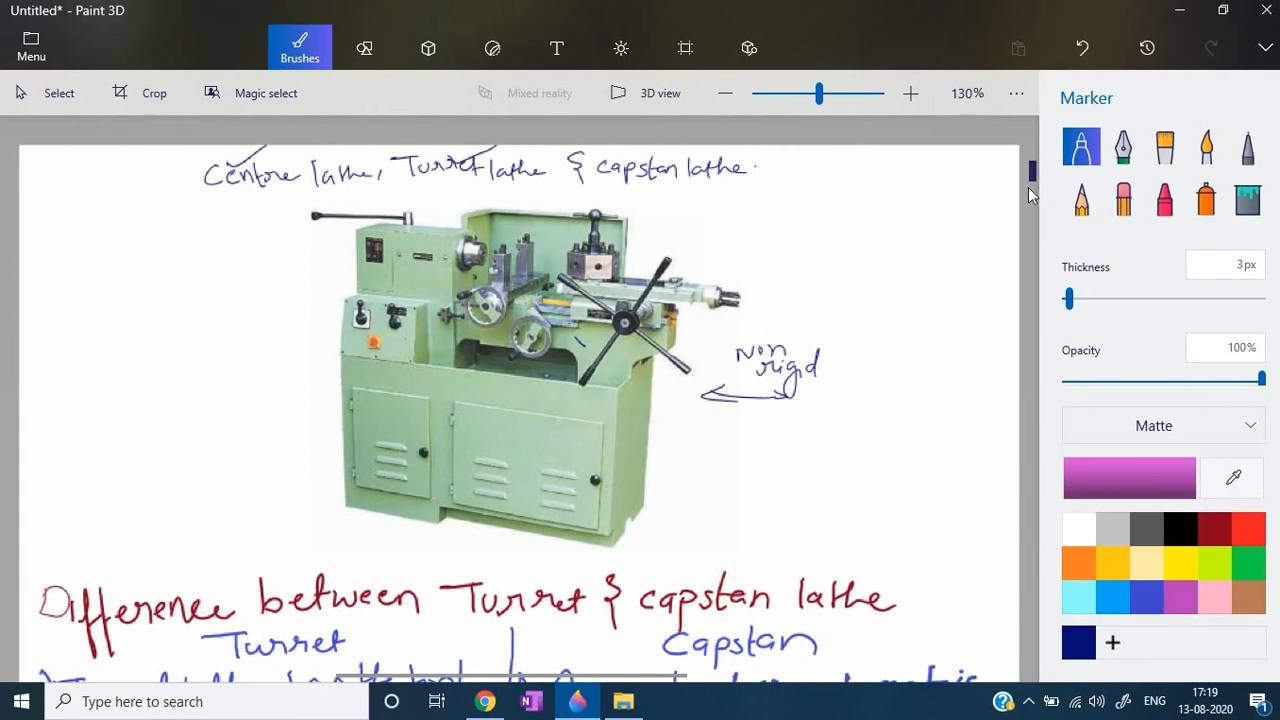 Untitled* - Paint 3D
Menu
Brushes
Select
Crop
Magic select
Mixed reality
3D view
130%
Marker
Centre lathe, Turret lathe & capstan lathe.
Thickness
3px
Opacity
100%
Non
rigid
Matte
Difference between Turret & capstan lathe
Turret
Capstan
Type here to search
ENG
17:19
13-08-2020
1